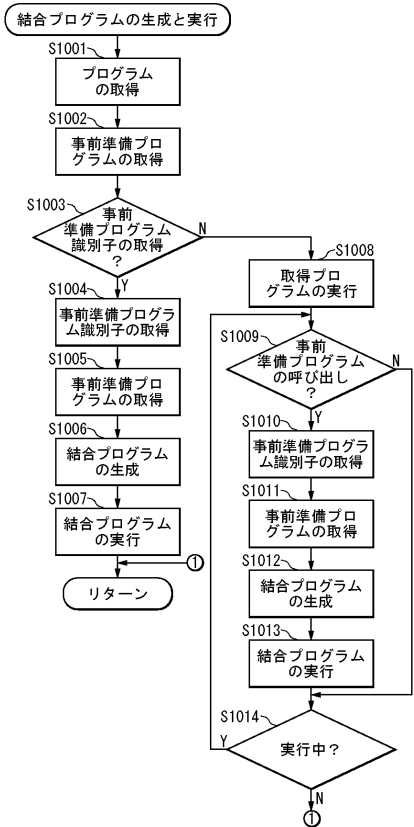 結合プログラムの生成と実行
S1001
プログラム
の取得
S1002
事前準備プロ
グラムの取得
S1003
事前
準備プログラム
識別子の取得
?
N
Y
S1004
事前準備プログラ
ム識別子の取得
S1005
事前準備プロ
グラムの取得
S1006
結合プログラム
の生成
S1007
結合プログラム
の実行
①
リターン
S1008
取得プロ
グラムの実行
S1009
事前
準備プログラム
の呼び出し
?
N
Y
S1010
事前準備プログラ
ム識別子の取得
S1011
事前準備プロ
グラムの取得
S1012
結合プログラム
の生成
S1013
結合プログラム
の実行
S1014
Y
実行中?
N
①